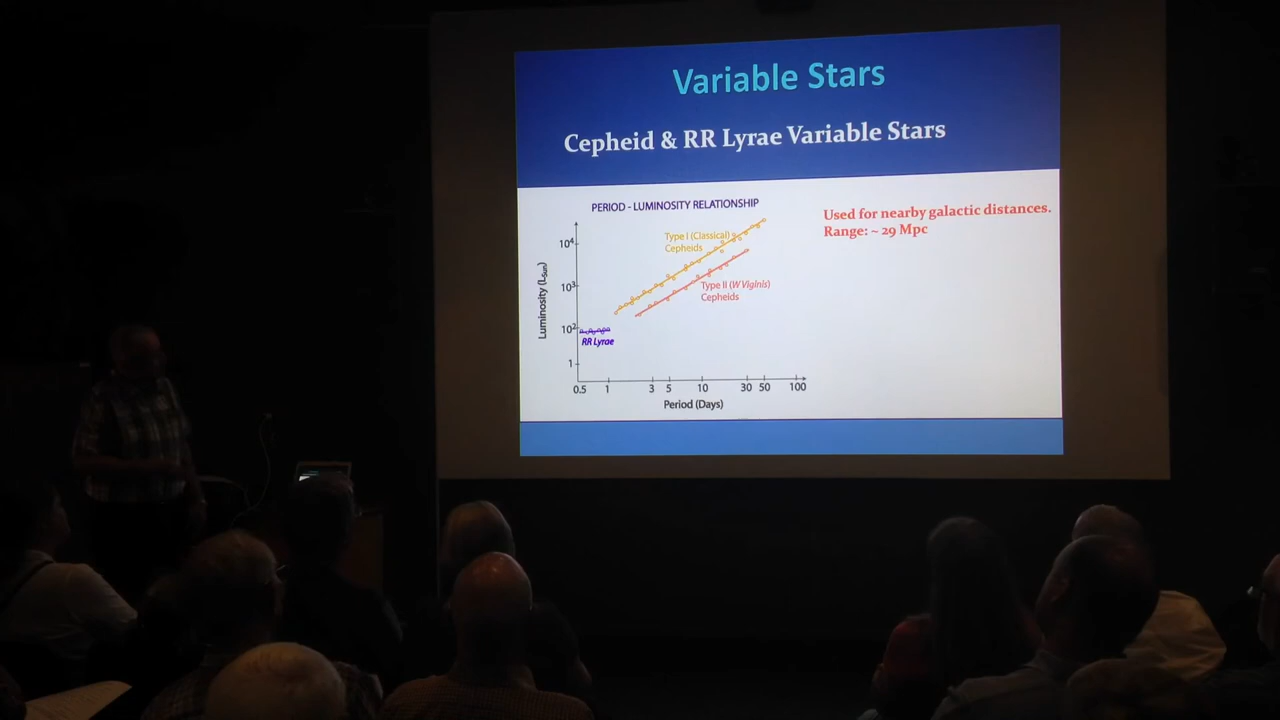 Variable Stars
Cepheid & RR Lyrae Variable Stars
PERIOD - LUMINOSITY RELATIONSHIP
Used for nearby galactic distances.
Range: ~ 29 Mpc
Luminosity (LSun)
10⁴
10³
10²
1
Type I (Classical)
Cepheids
Type II (W Viginis)
Cepheids
RR Lyrae
0.5 1 3 5 10 30 50 100
Period (Days)